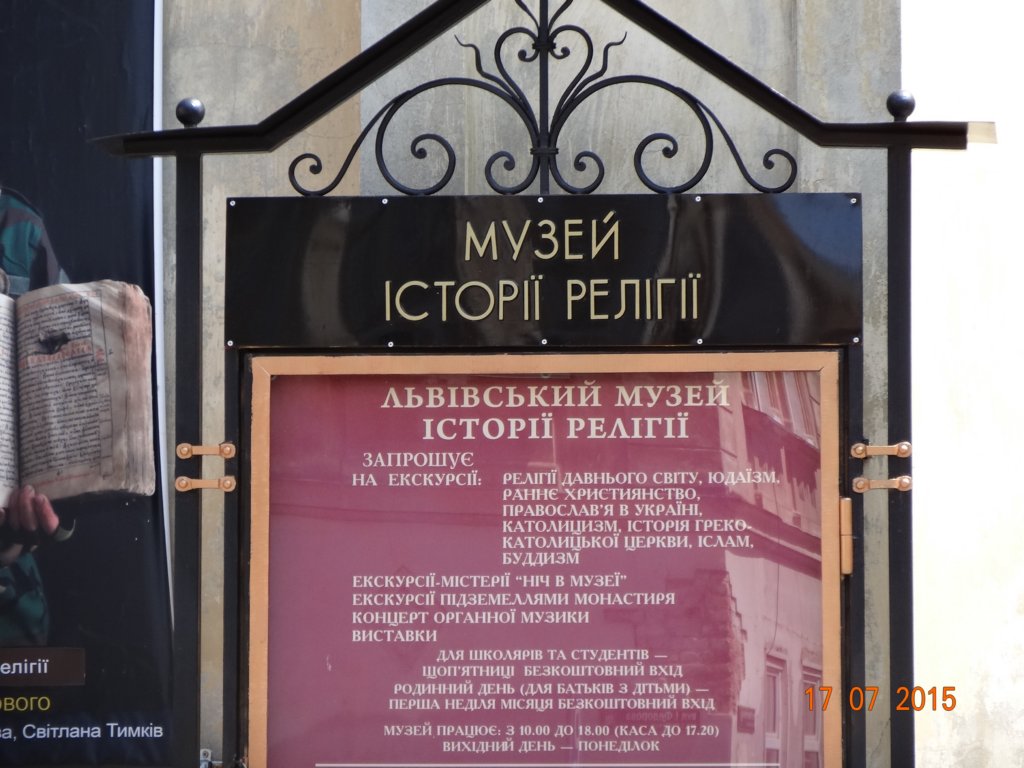 МУЗЕЙ
ІСТОРІЇ РЕЛІГІЇ
ЛЬВІВСЬКИЙ МУЗЕЙ
ІСТОРІЇ РЕЛІГІЇ
ЗАПРОШУЄ
НА ЕКСКУРСІЇ: РЕЛІГІЇ ДАВНЬОГО СВІТУ, ЮДАЇЗМ,
РАННЄ ХРИСТИЯНСТВО,
ПРАВОСЛАВ'Я В УКРАЇНІ,
КАТОЛИЦИЗМ, ІСТОРІЯ ГРЕКО-
КАТОЛИЦЬКОЇ ЦЕРКВИ, ІСЛАМ,
БУДДИЗМ
ЕКСКУРСІЇ-МІСТЕРІЇ “НІЧ В МУЗЕЇ”
ЕКСКУРСІЇ ПІДЗЕМЕЛЛЯМИ МОНАСТИРЯ
КОНЦЕРТ ОРГАННОЇ МУЗИКИ
ВИСТАВКИ
ДЛЯ ШКОЛЯРІВ ТА СТУДЕНТІВ —
ЩОП'ЯТНИЦІ БЕЗКОШТОВНИЙ ВХІД
РОДИННИЙ ДЕНЬ (ДЛЯ БАТЬКІВ З ДІТЬМИ) —
ПЕРША НЕДІЛЯ МІСЯЦЯ БЕЗКОШТОВНИЙ ВХІД
МУЗЕЙ ПРАЦЮЄ: З 10.00 ДО 18.00 (КАСА ДО 17.20)
ВИХІДНИЙ ДЕНЬ — ПОНЕДІЛОК
елігії
ового
ва, Світлана Тимків
17 07 2015